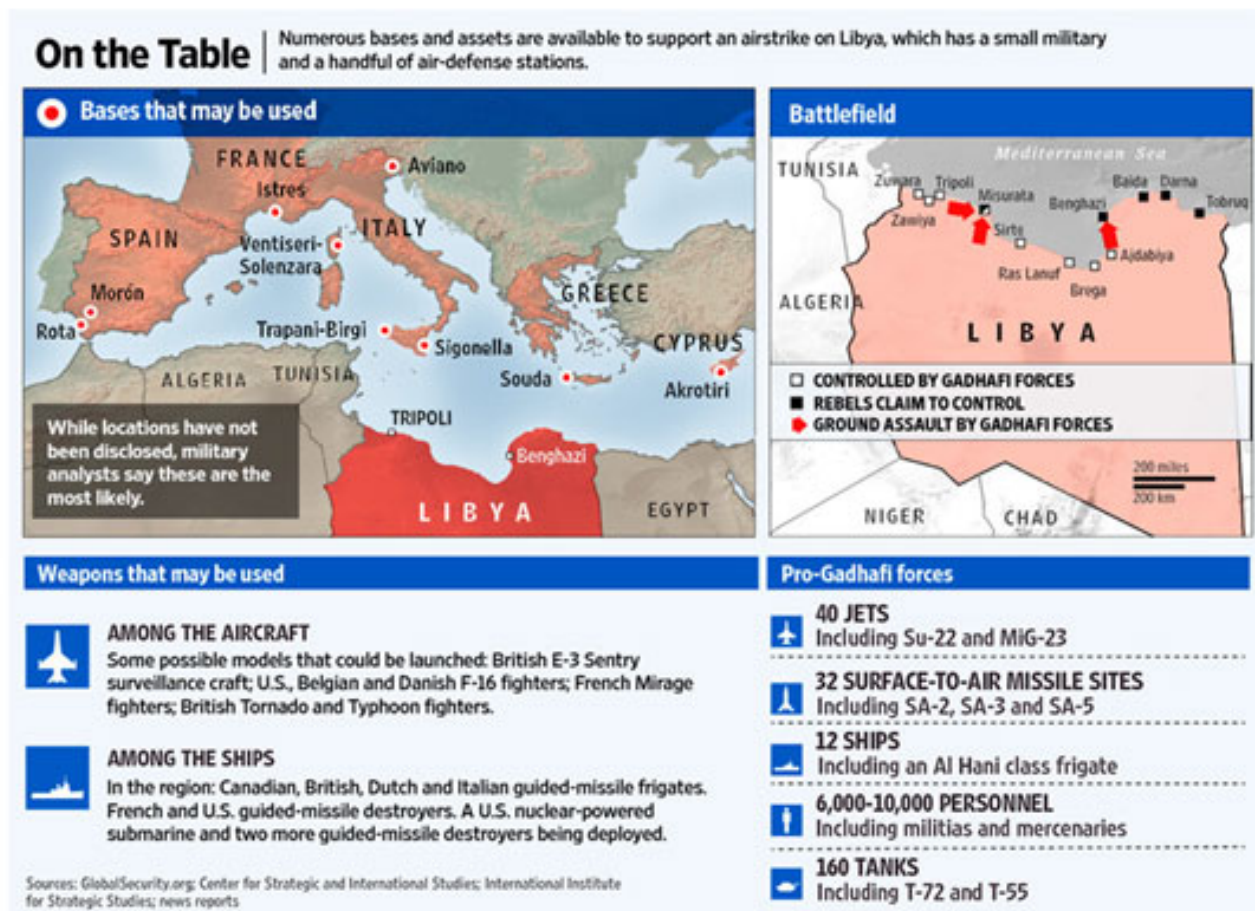 On the Table
Numerous bases and assets are available to support an airstrike on Libya, which has a small military
and a handful of air-defense stations.
Bases that may be used
FRANCE
Istres
Aviano
SPAIN
Ventiseri-
Solenzara
ITALY
Morón
Rota
GREECE
Trapani-Birgi
Sigonella
CYPRUS
Souda
Akrotiri
ALGERIA
TUNISIA
TRIPOLI
Benghazi
LIBYA
EGYPT
While locations have not
been disclosed, military
analysts say these are the
most likely.
Battlefield
TUNISIA
Mediterranean Sea
Zuwara
Tripoli
Zawiya
Misurata
Sirte
Benghazi
Baida
Darna
Tobruq
Ras Lanuf
Brega
Ajdabiya
ALGERIA
LIBYA
CONTROLLED BY GADHAFI FORCES
REBELS CLAIM TO CONTROL
GROUND ASSAULT BY GADHAFI FORCES
200 miles
200 km
NIGER
CHAD
Weapons that may be used
AMONG THE AIRCRAFT
Some possible models that could be launched: British E-3 Sentry
surveillance craft; U.S., Belgian and Danish F-16 fighters; French Mirage
fighters; British Tornado and Typhoon fighters.
AMONG THE SHIPS
In the region: Canadian, British, Dutch and Italian guided-missile frigates.
French and U.S. guided-missile destroyers. A U.S. nuclear-powered
submarine and two more guided-missile destroyers being deployed.
Pro-Gadhafi forces
40 JETS
Including Su-22 and MiG-23
32 SURFACE-TO-AIR MISSILE SITES
Including SA-2, SA-3 and SA-5
12 SHIPS
Including an Al Hani class frigate
6,000-10,000 PERSONNEL
Including militias and mercenaries
160 TANKS
Including T-72 and T-55
Sources: GlobalSecurity.org; Center for Strategic and International Studies; International Institute
for Strategic Studies; news reports